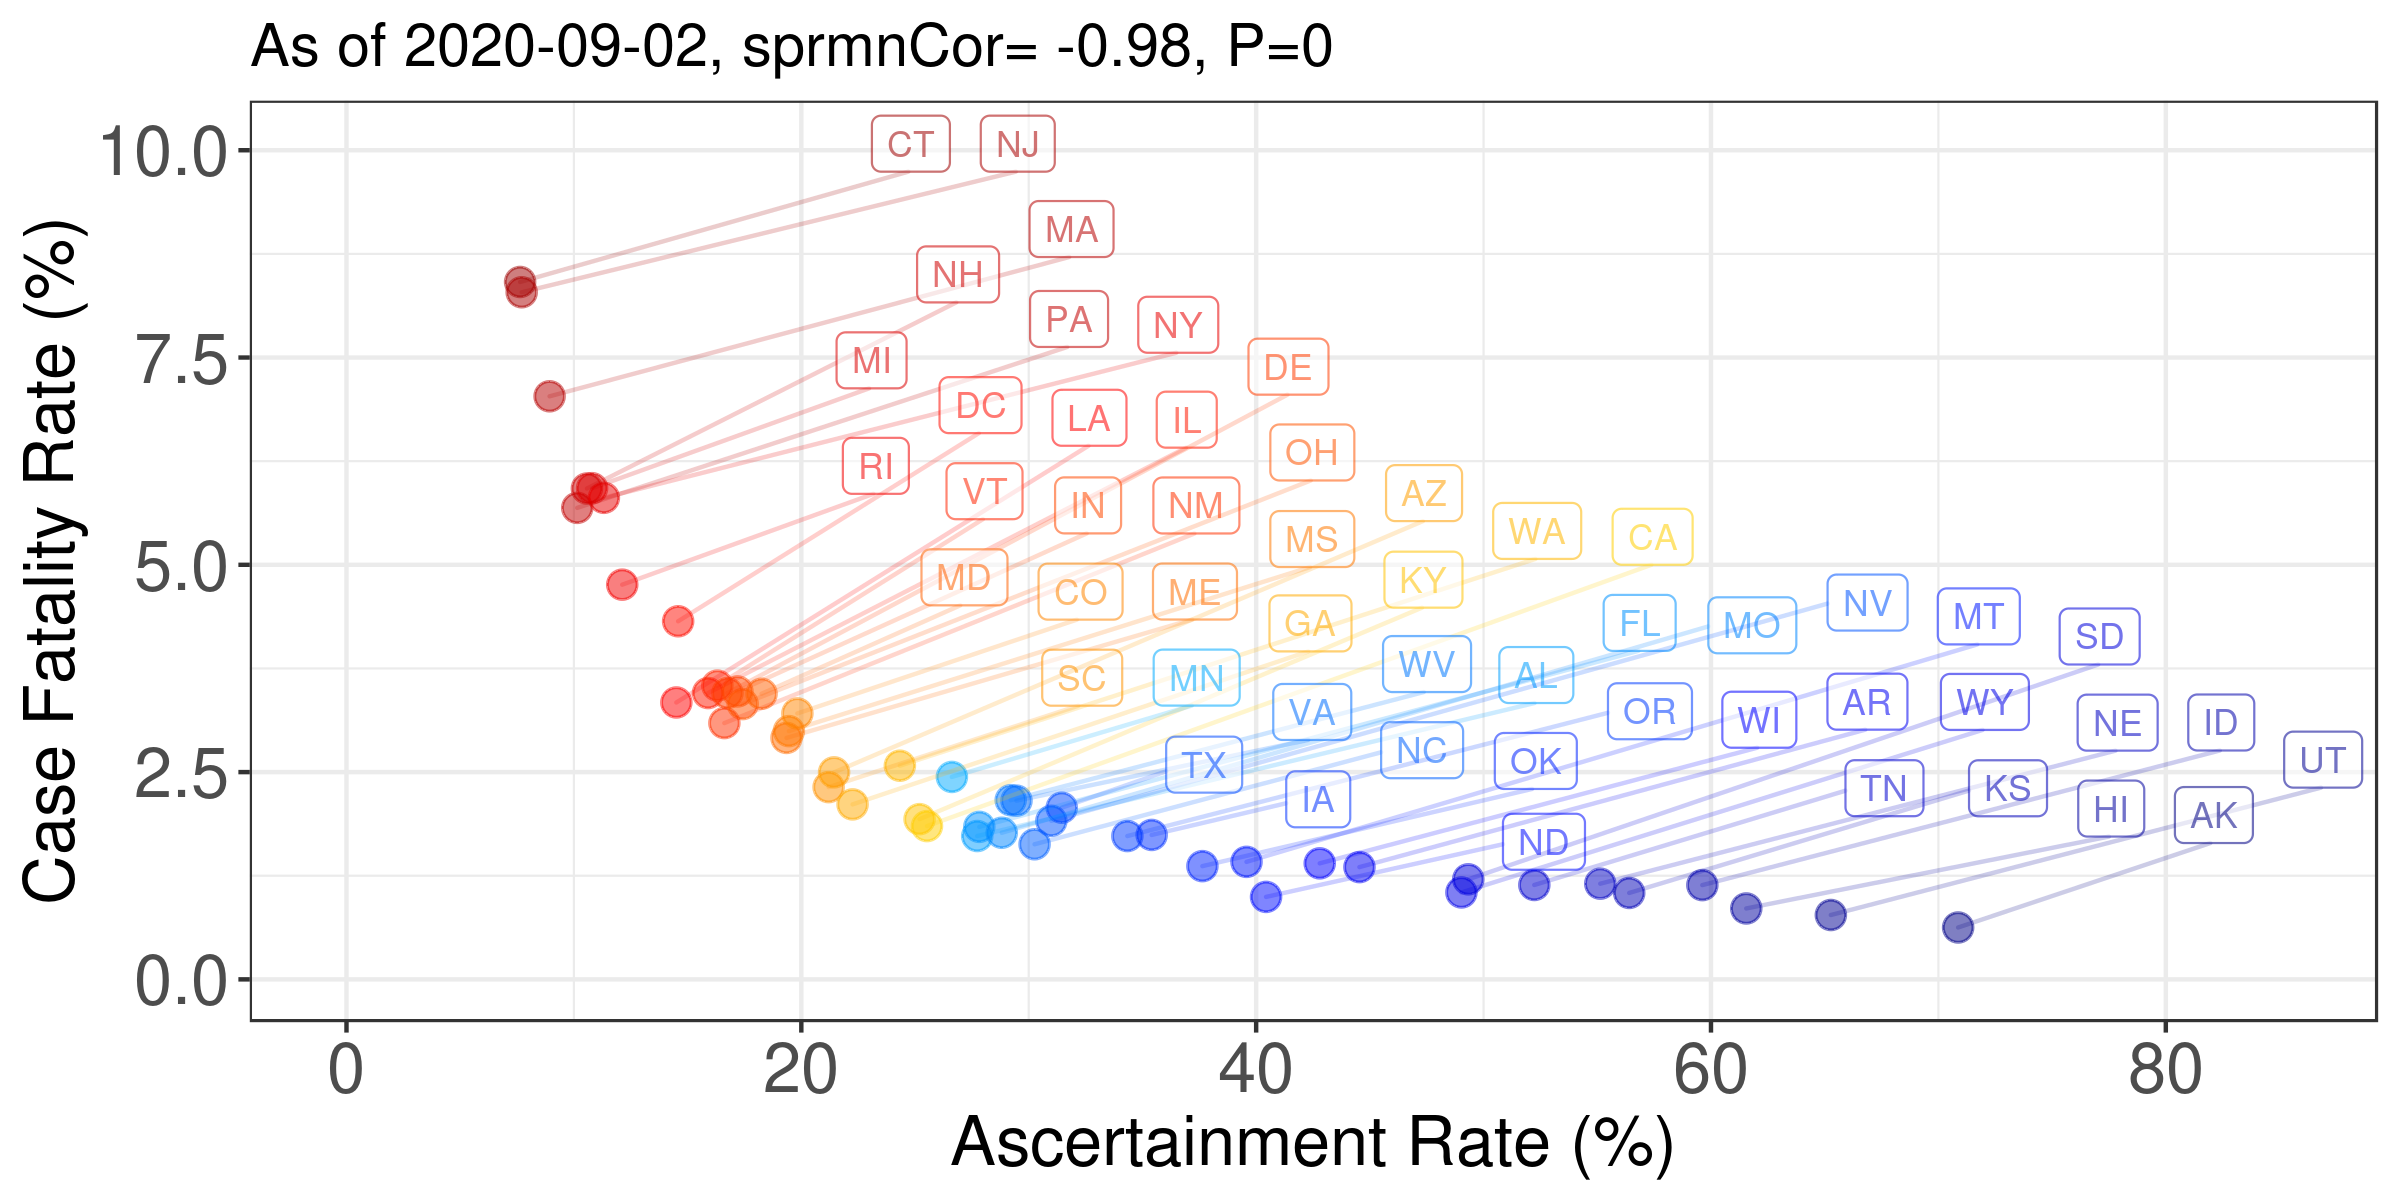 As of 2020-09-02, sprmnCor= -0.98, P=0
Case Fatality Rate (%)
10.0
7.5
5.0
2.5
0.0
CT NJ
MA
NH
PA NY
MI DE
DC LA IL
OH
RI
VT IN NM AZ
MS WA CA
MD CO ME KY
GA FL MO NV MT SD
SC MN WV AL
VA OR WI AR WY NE ID
TX NC OK UT
IA TN KS HI AK
ND
0 20 40 60 80
Ascertainment Rate (%)